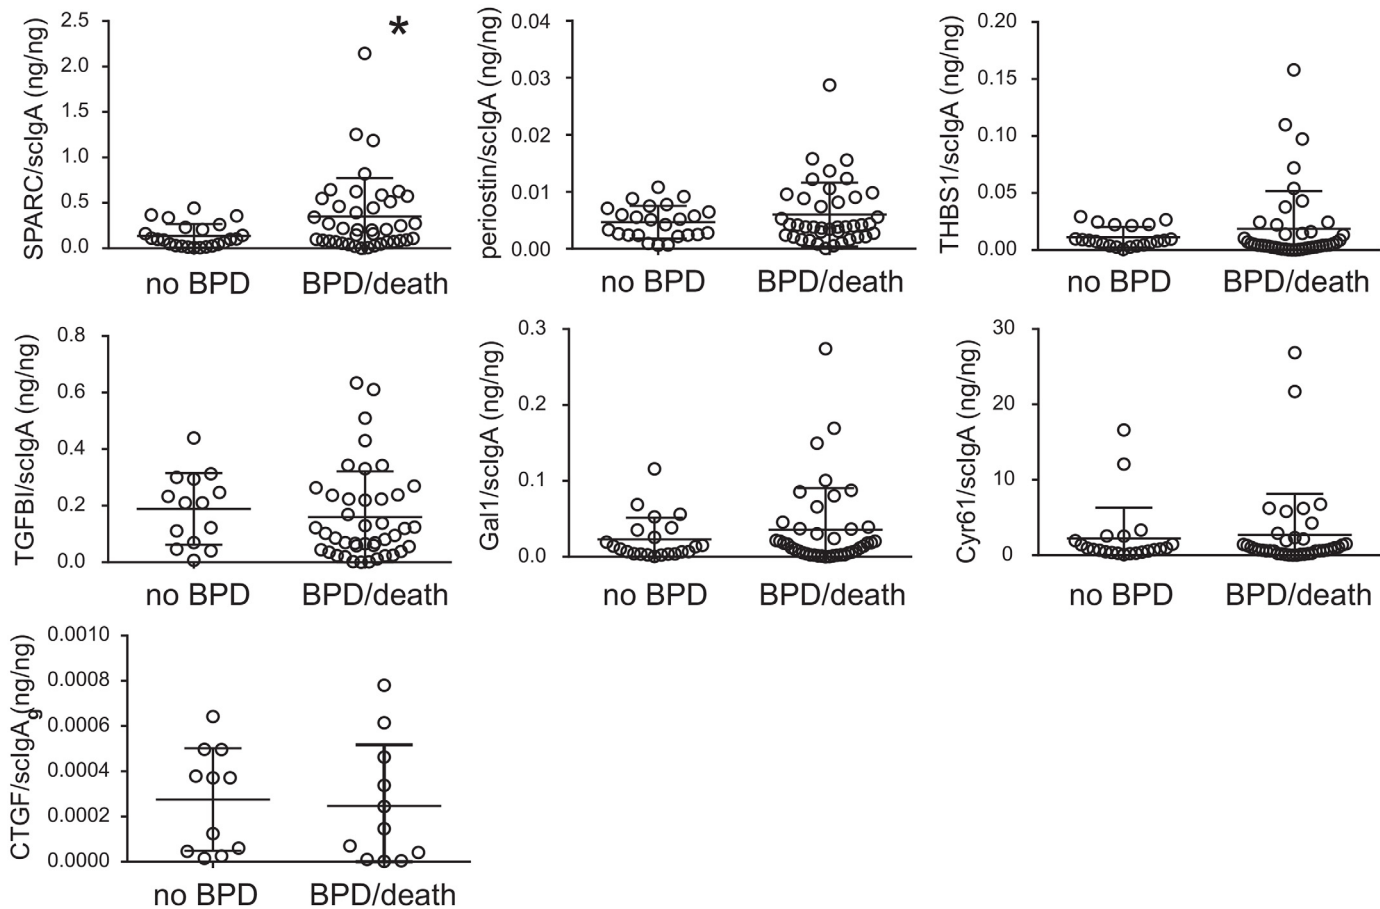 SPARC/scIgA (ng/ng)
2.5
2.0
1.5
1.0
0.5
0.0
*
no BPD BPD/death
periostin/scIgA (ng/ng)
0.04
0.03
0.02
0.01
0.00
no BPD BPD/death
THBS1/scIgA (ng/ng)
0.20
0.15
0.10
0.05
0.00
no BPD BPD/death
TGFBI/scIgA (ng/ng)
0.8
0.6
0.4
0.2
0.0
no BPD BPD/death
Gal1/scIgA (ng/ng)
0.3
0.2
0.1
0.0
no BPD BPD/death
Cyr61/scIgA (ng/ng)
30
20
10
0
no BPD BPD/death
CTGF/scIgA g (ng/ng)
0.0010
0.0008
0.0006
0.0004
0.0002
0.0000
no BPD BPD/death